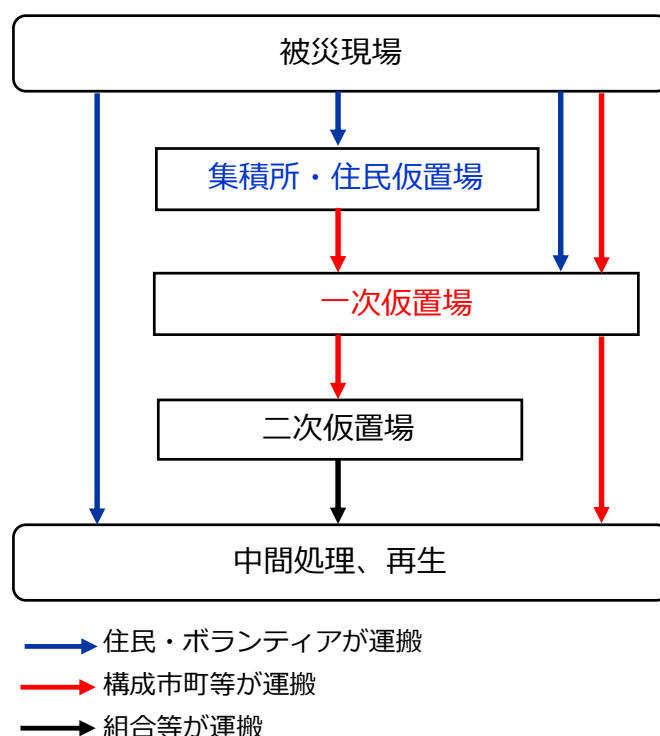 被災現場
集積所・住民仮置場
一次仮置場
二次仮置場
中間処理、再生
住民・ボランティアが運搬
構成市町等が運搬
組合等が運搬